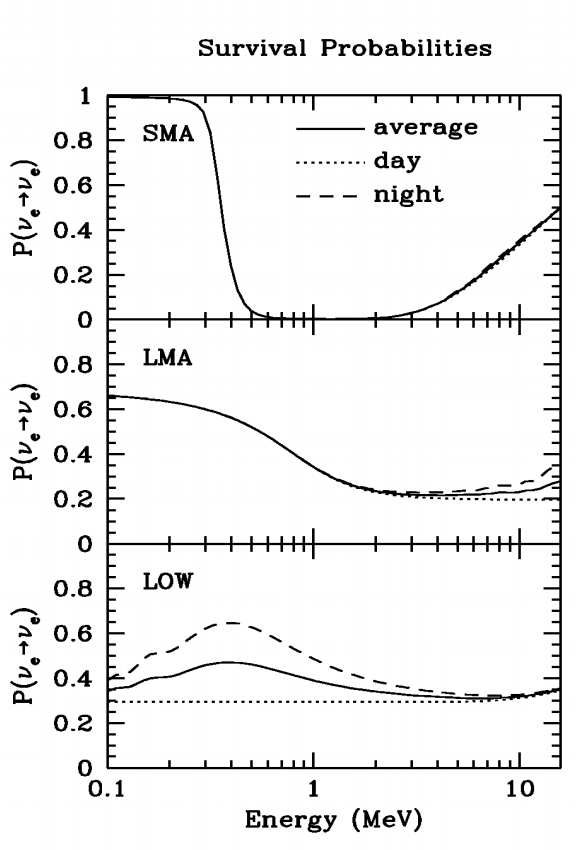 Survival Probabilities
1
0.8
0.6
0.4
0.2
0
P(νₑ→νₑ)
SMA
average
day
night
0.8
0.6
0.4
0.2
0
P(νₑ→νₑ)
LMA
0.8
0.6
0.4
0.2
0
P(νₑ→νₑ)
LOW
0.1
1
10
Energy (MeV)